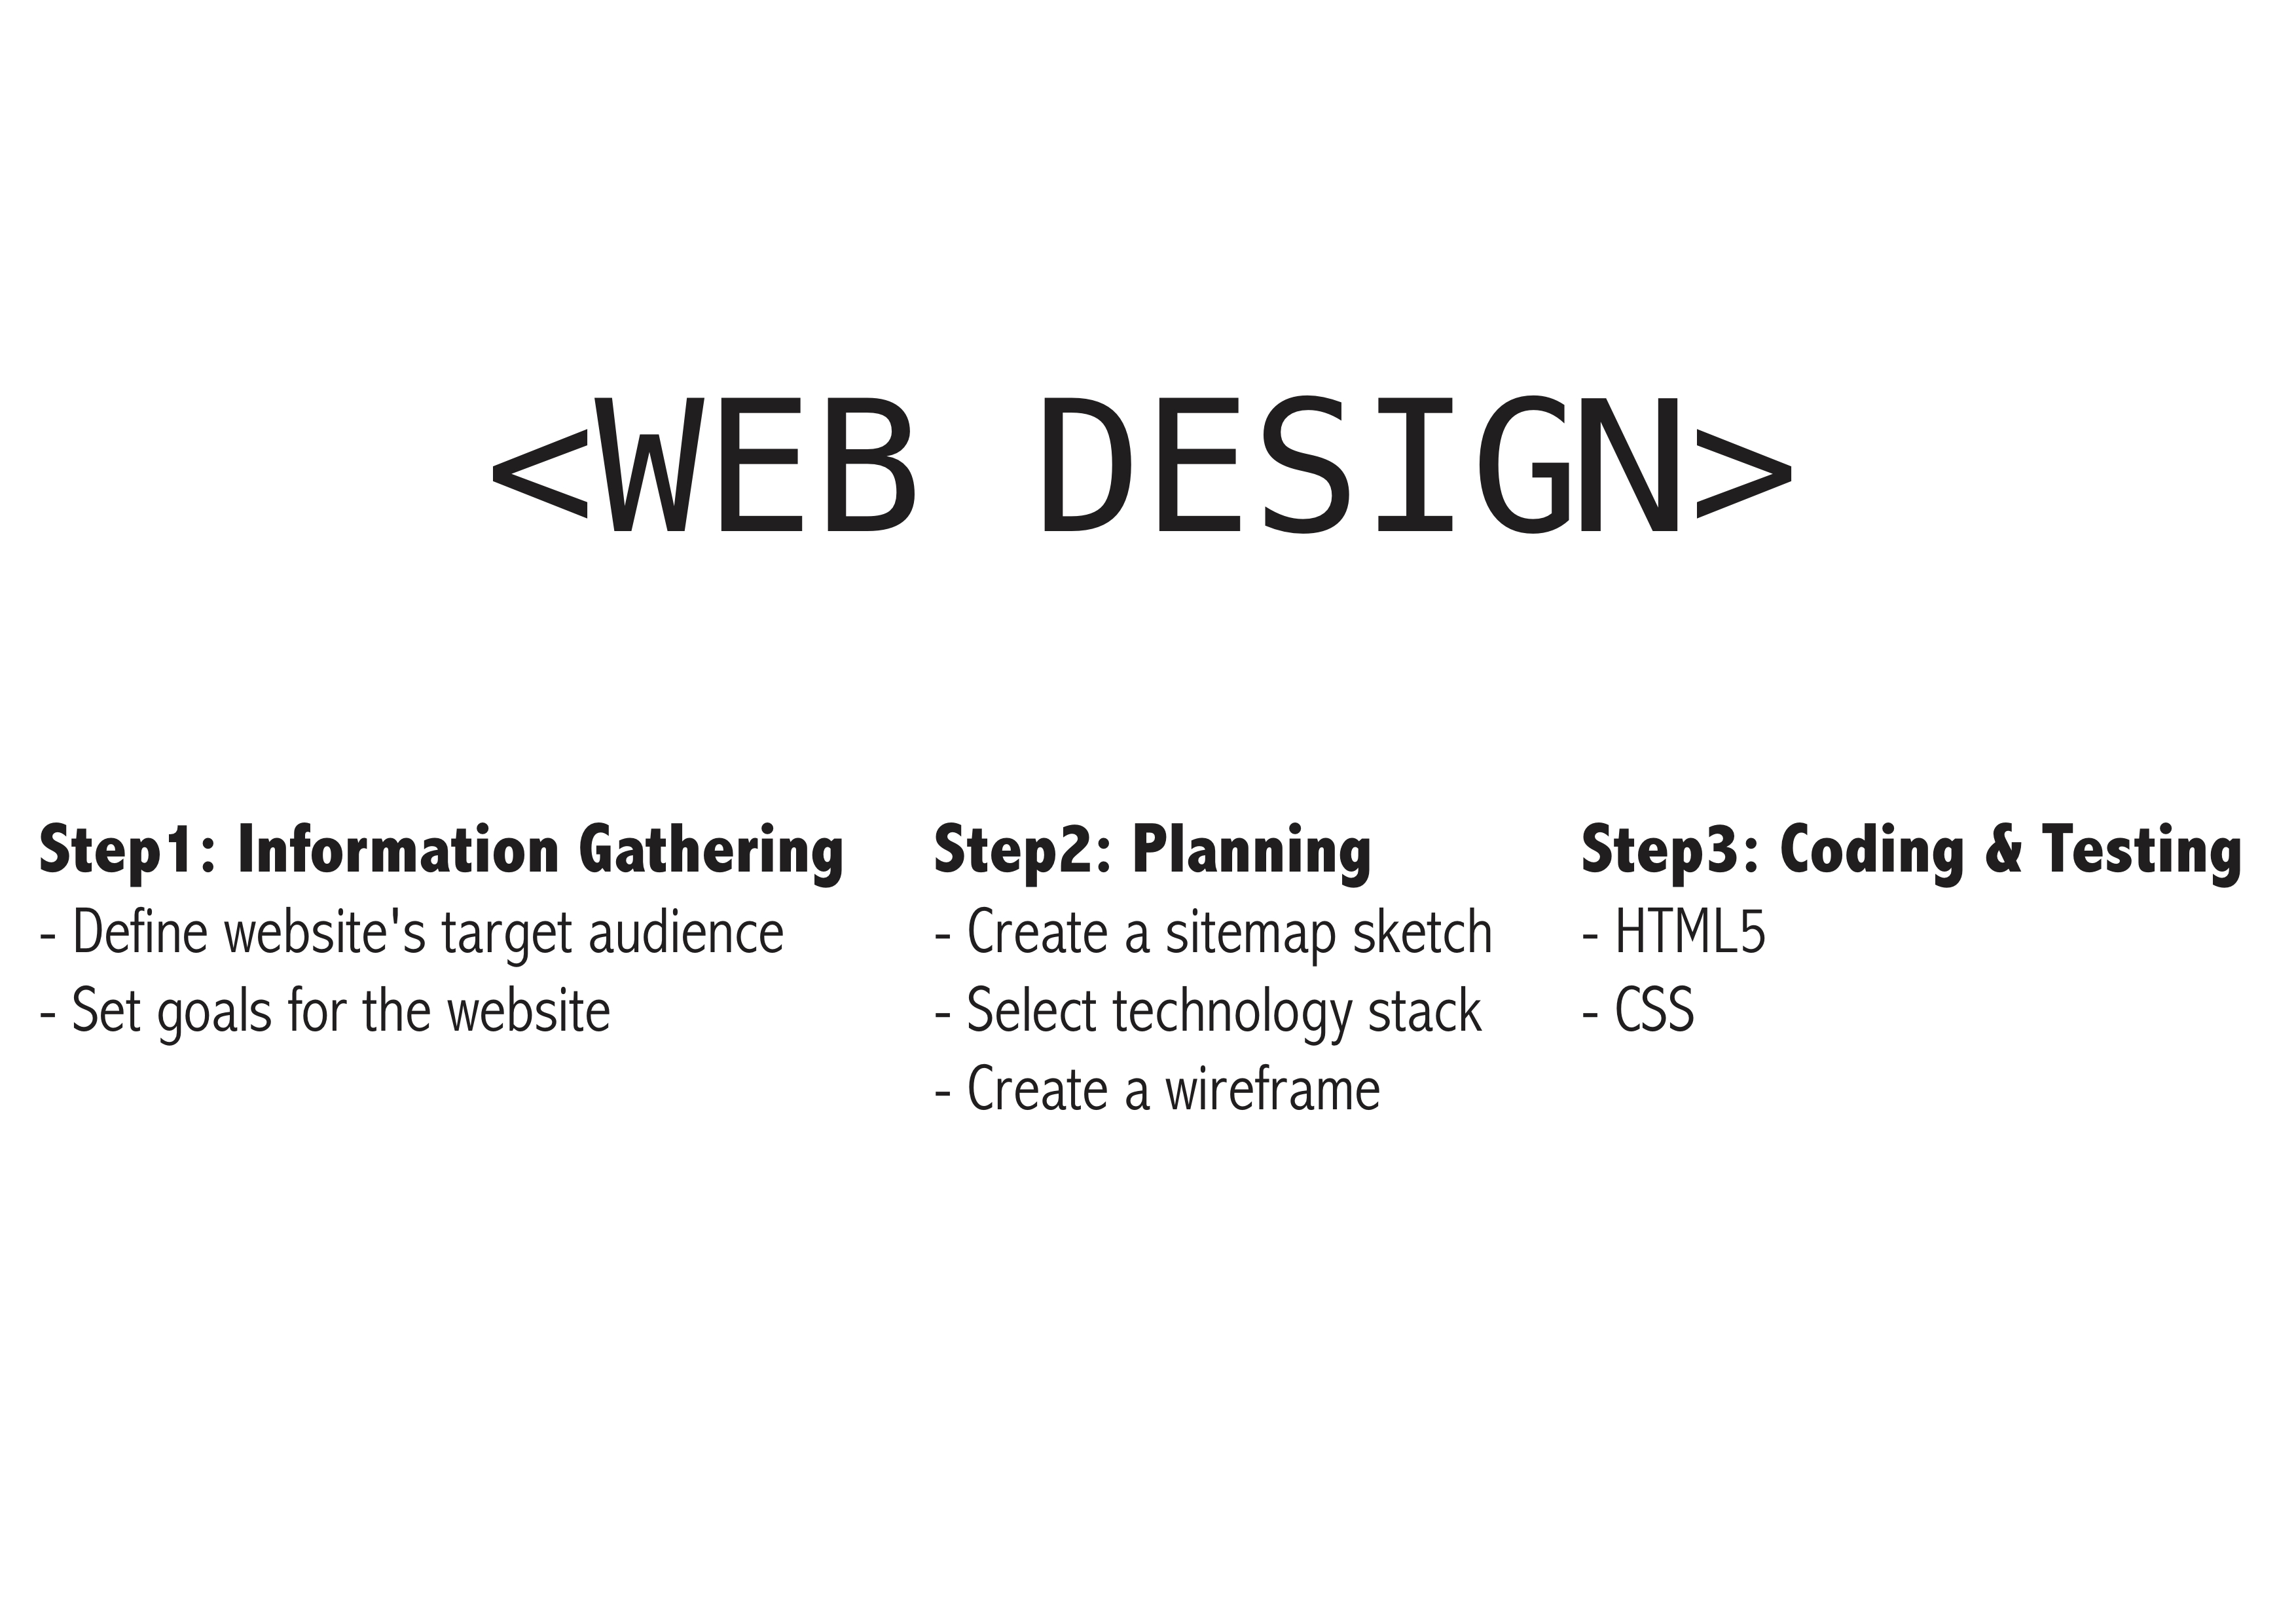 <WEB DESIGN>
Step1: Information Gathering
- Define website's target audience
- Set goals for the website
Step2: Planning
- Create a sitemap sketch
- Select technology stack
- Create a wireframe
Step3: Coding & Testing
- HTML5
- CSS